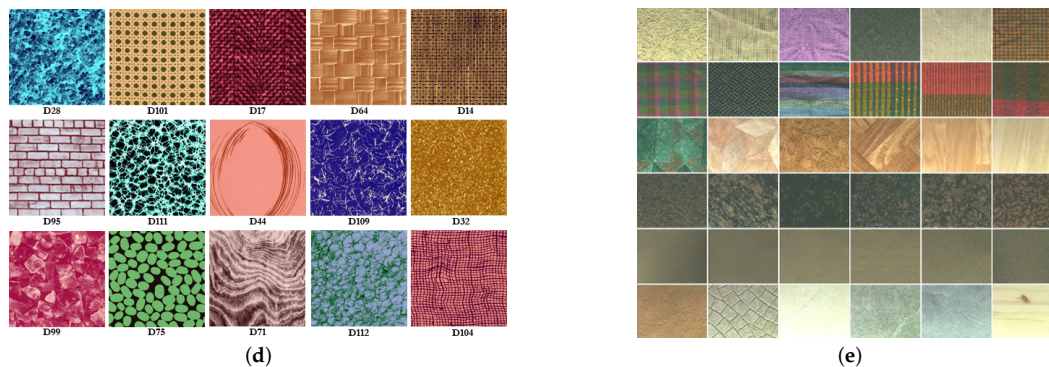 D28 D101 D17 D64 D14
D95 D111 D44 D109 D32
D99 D75 D71 D112 D104
(d) (e)